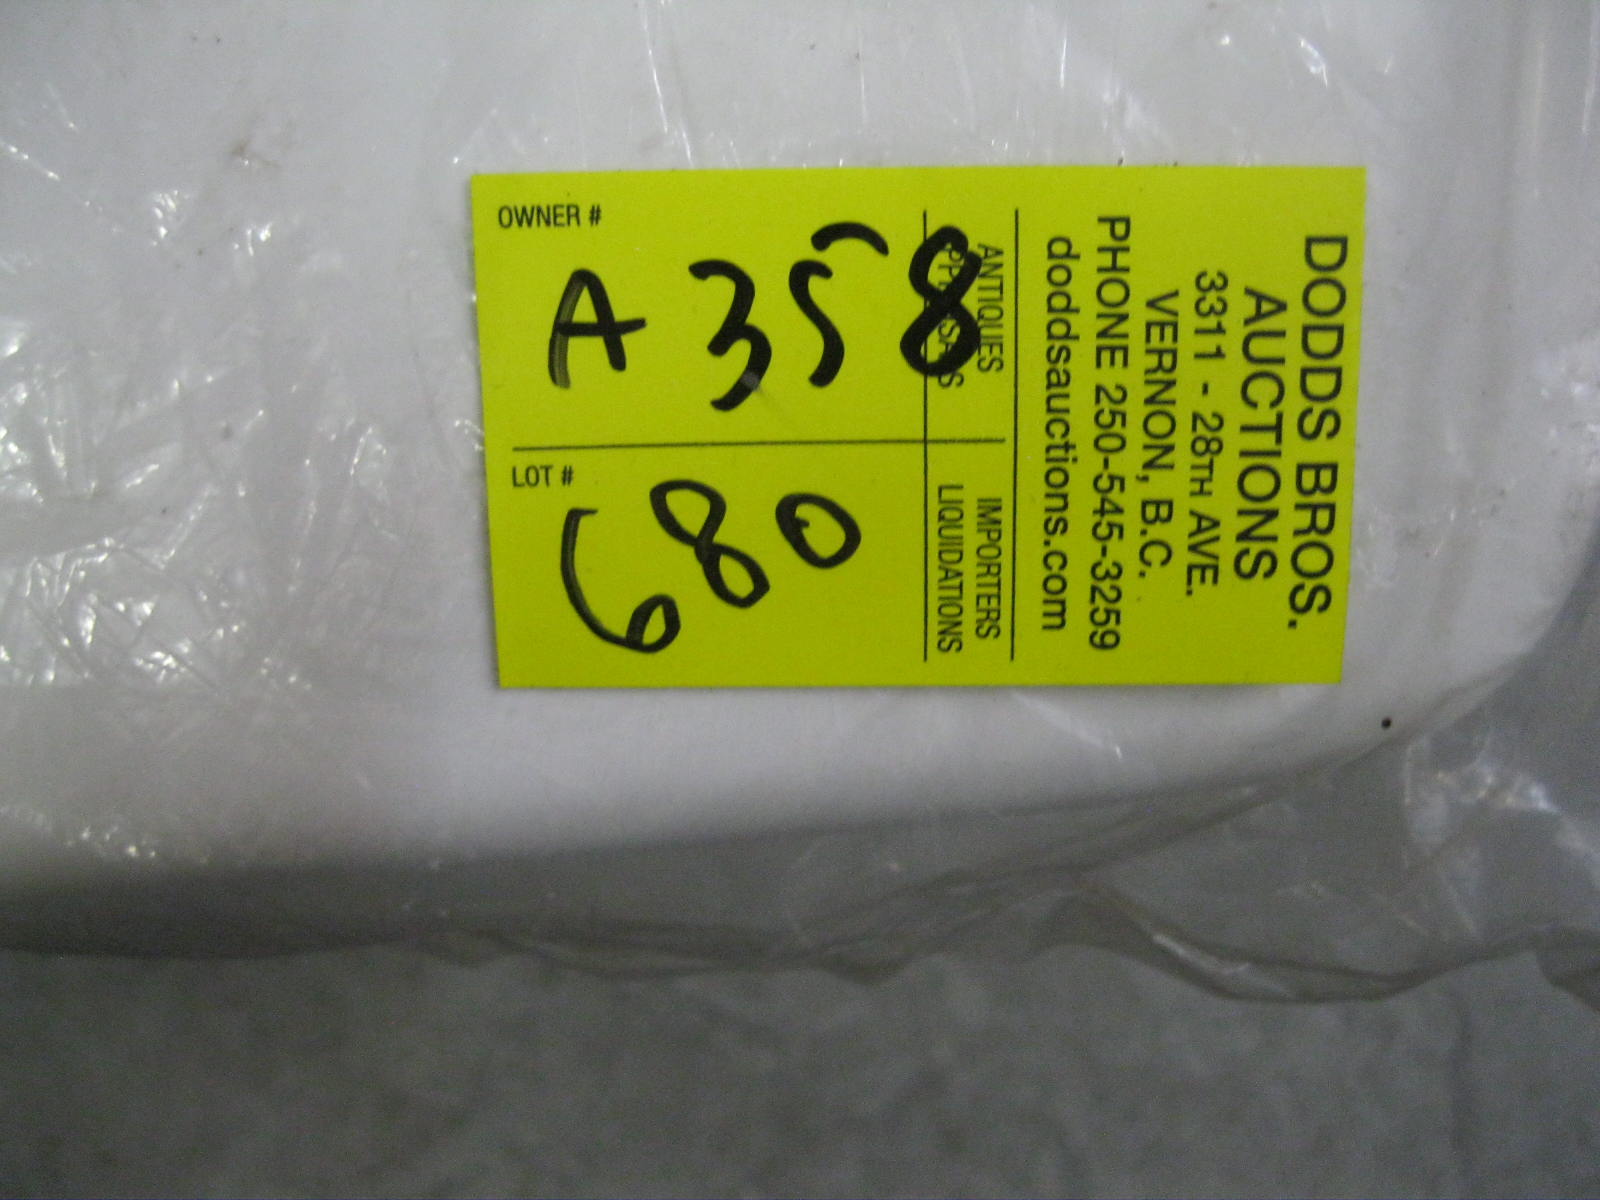 DODDS BROS.
AUCTIONS
3311 - 28TH AVE.
VERNON, B.C.
PHONE 250-545-3259
doddsauctions.com
ANTIQUES
IMPORTERS
LIQUIDATIONS
OWNER #
A 358
LOT #
680